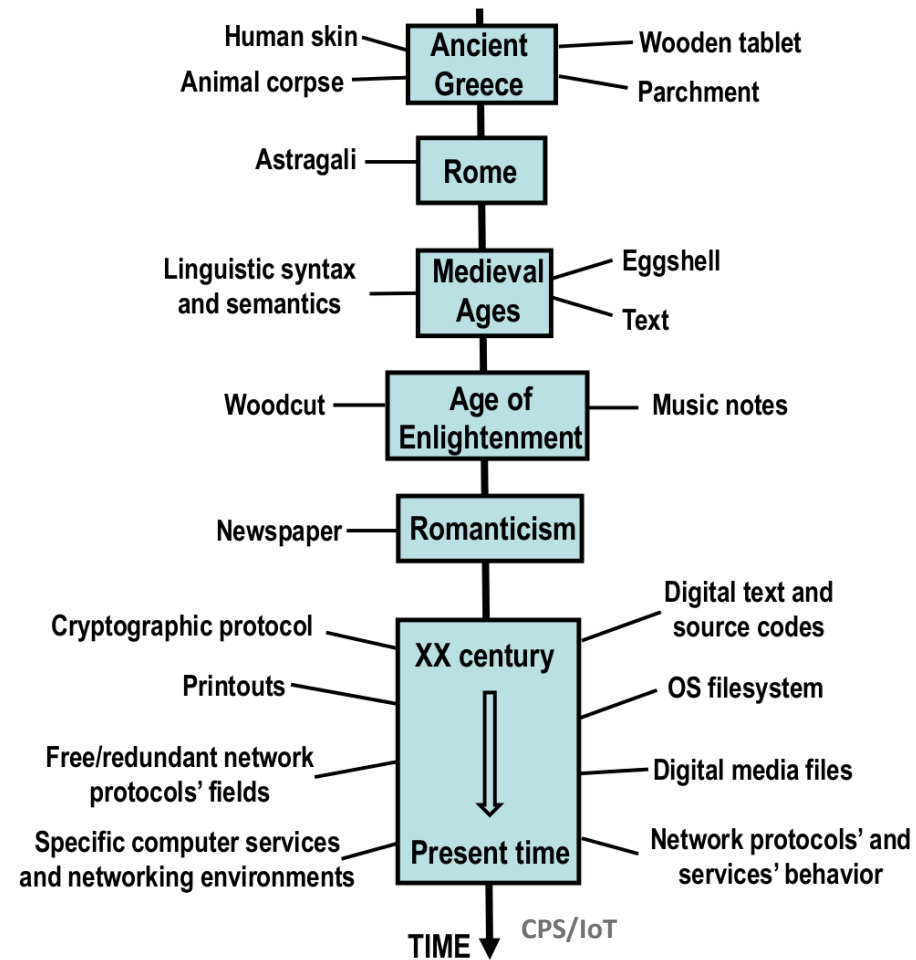 Human skin
Animal corpse
Ancient
Greece
Wooden tablet
Parchment
Astragali
Rome
Linguistic syntax
and semantics
Medieval
Ages
Eggshell
Text
Woodcut
Age of
Enlightenment
Music notes
Newspaper
Romanticism
Cryptographic protocol
Printouts
Free/redundant network
protocols’ fields
Specific computer services
and networking environments
XX century
Present time
Digital text and
source codes
OS filesystem
Digital media files
Network protocols’ and
services’ behavior
TIME
CPS/IoT